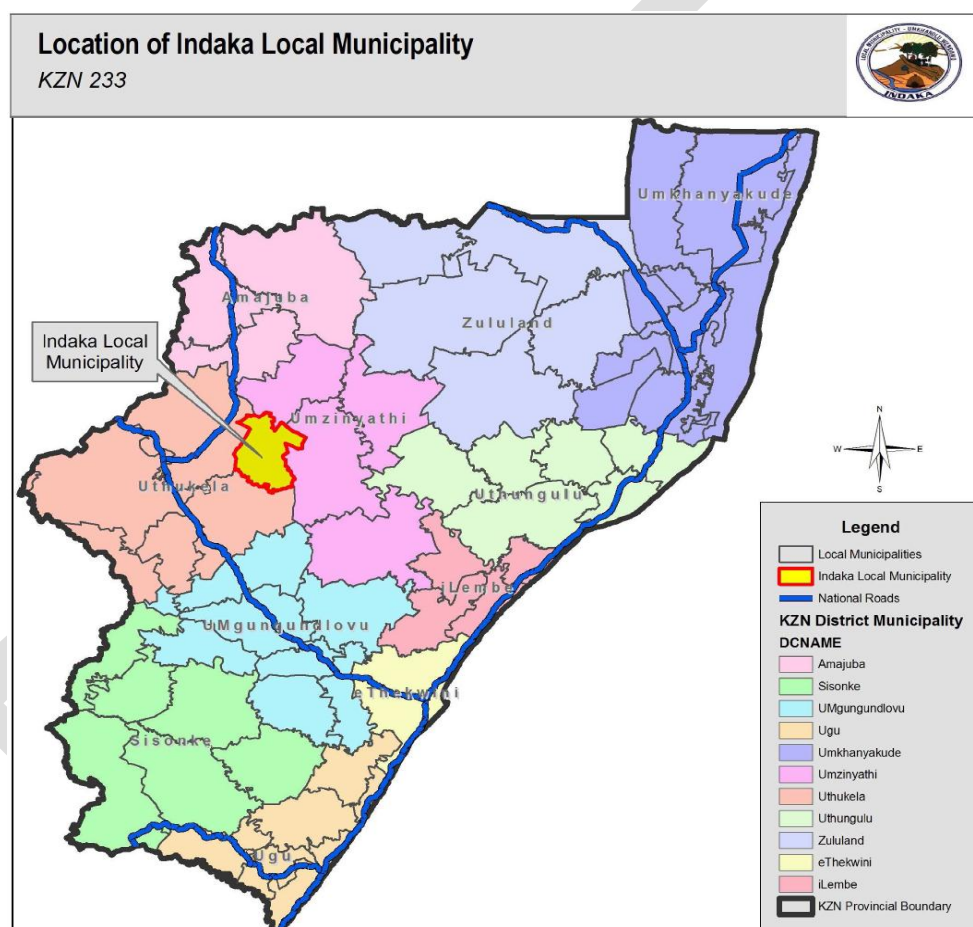 Location of Indaka Local Municipality
KZN 233
INDAKA
Umkhanyakude
Amajuba
Zululand
Indaka Local
Municipality
Umzinyathi
Uthukela
Uthungulu
iLembe
UMgungundlovu
eThekwini
Sisonke
Ugu
N
W
E
S
Legend
Local Municipalities
Indaka Local Municipality
National Roads
KZN District Municipality
DCNAME
Amajuba
Sisonke
UMgungundlovu
Ugu
Umkhanyakude
Umzinyathi
Uthukela
Uthungulu
Zululand
eThekwini
iLembe
KZN Provincial Boundary